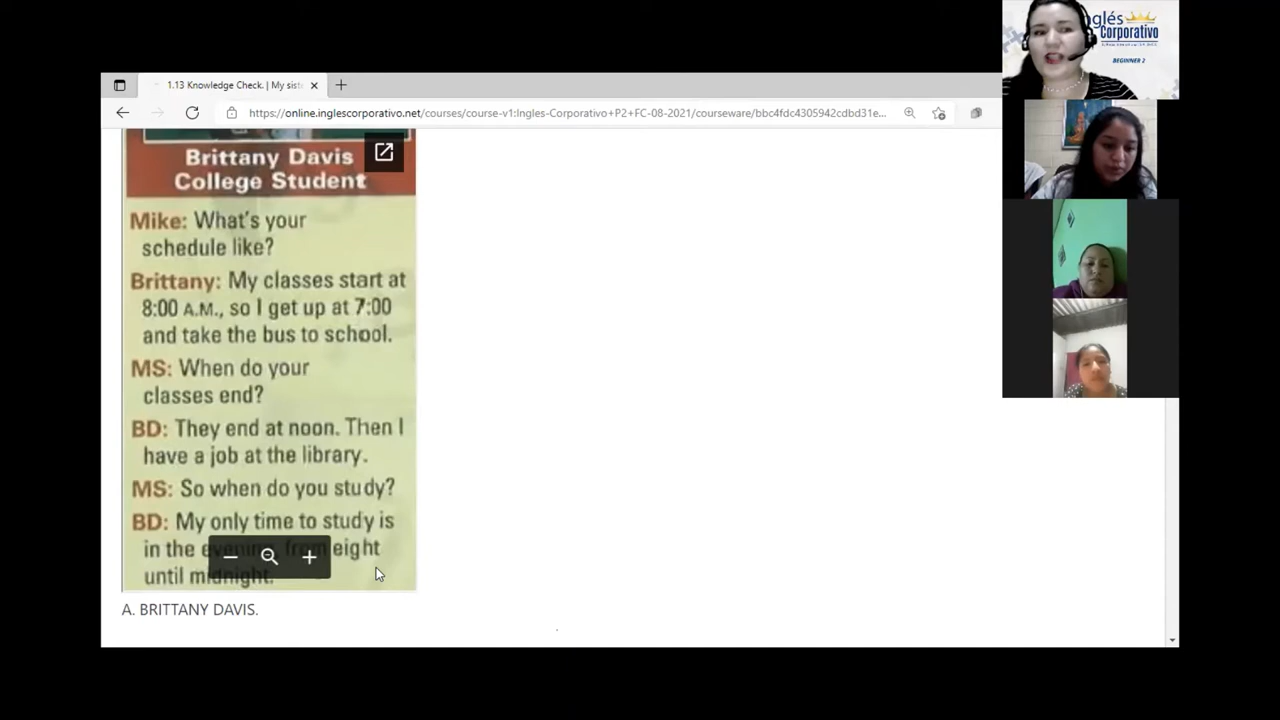 Inglés
Corporativo
BEGINNER 2
1.13 Knowledge Check. | My siste
https://online.inglescorporativo.net/courses/course-v1:Ingles-Corporativo+P2+FC-08-2021/courseware/bbc4fdc4305942cdbd31e...
Brittany Davis
College Student
Mike: What's your
schedule like?
Brittany: My classes start at
8:00 A.M., so I get up at 7:00
and take the bus to school.
MS: When do your
classes end?
BD: They end at noon. Then I
have a job at the library.
MS: So when do you study?
BD: My only time to study is
in the evening, from eight
until midnight.
A. BRITTANY DAVIS.